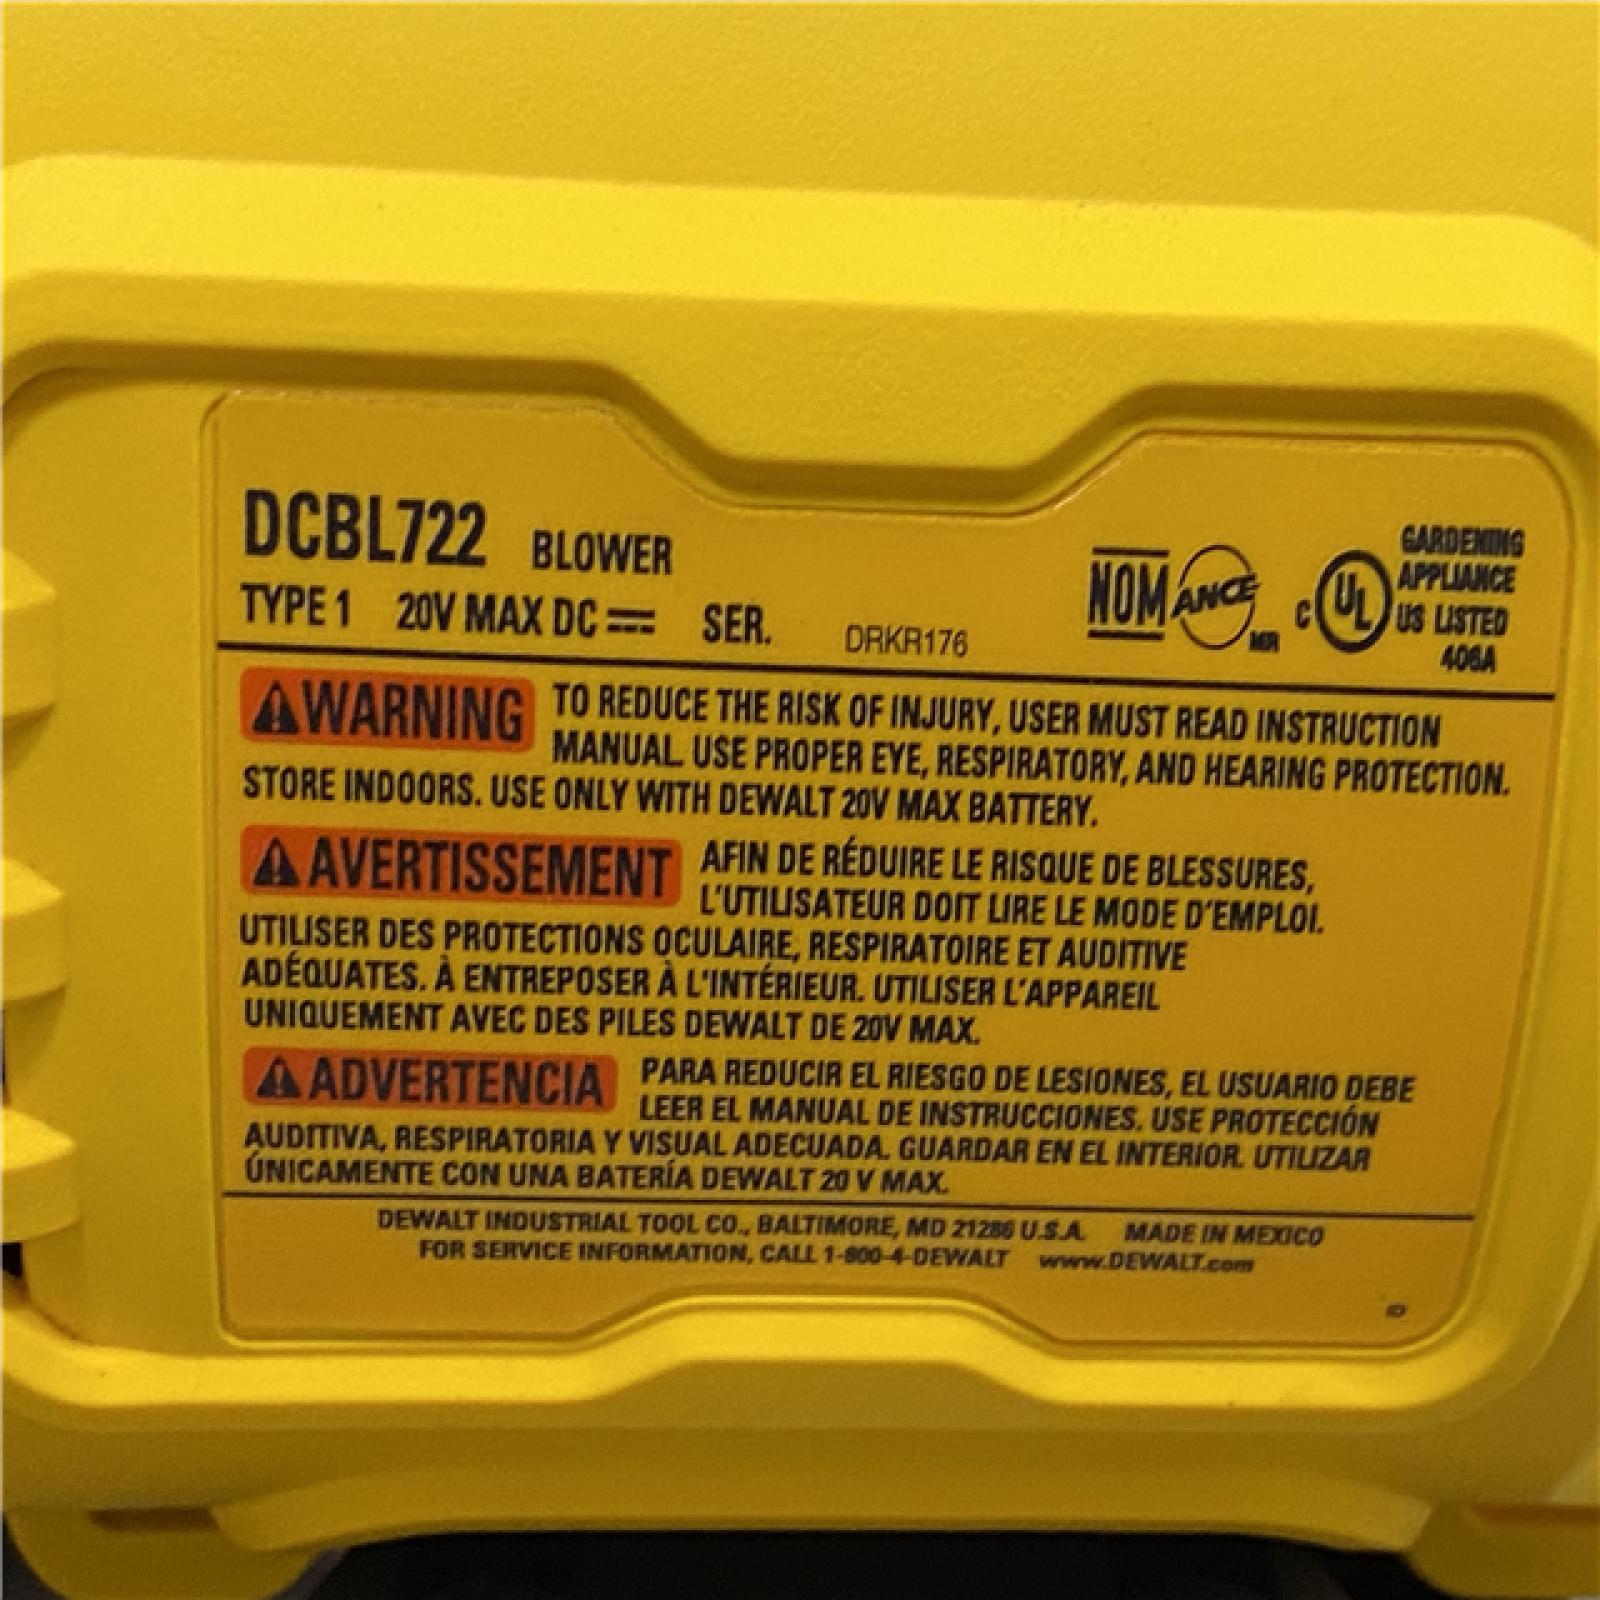 DCBL722 BLOWER
TYPE 1 20V MAX DC SER. DRKR176
NOM ANCE MR
C UL US LISTED
GARDENING
APPLIANCE
406A
WARNING TO REDUCE THE RISK OF INJURY, USER MUST READ INSTRUCTION
MANUAL. USE PROPER EYE, RESPIRATORY, AND HEARING PROTECTION.
STORE INDOORS. USE ONLY WITH DEWALT 20V MAX BATTERY.
AVERTISSEMENT AFIN DE RÉDUIRE LE RISQUE DE BLESSURES,
L'UTILISATEUR DOIT LIRE LE MODE D'EMPLOI.
UTILISER DES PROTECTIONS OCULAIRE, RESPIRATOIRE ET AUDITIVE
ADÉQUATES. À ENTREPOSER À L'INTÉRIEUR. UTILISER L'APPAREIL
UNIQUEMENT AVEC DES PILES DEWALT DE 20V MAX.
ADVERTENCIA PARA REDUCIR EL RIESGO DE LESIONES, EL USUARIO DEBE
LEER EL MANUAL DE INSTRUCCIONES. USE PROTECCIÓN
AUDITIVA, RESPIRATORIA Y VISUAL ADECUADA. GUARDAR EN EL INTERIOR. UTILIZAR
ÚNICAMENTE CON UNA BATERÍA DEWALT 20 V MAX.
DEWALT INDUSTRIAL TOOL CO., BALTIMORE, MD 21286 U.S.A. MADE IN MEXICO
FOR SERVICE INFORMATION, CALL 1-800-4-DEWALT www.DEWALT.com